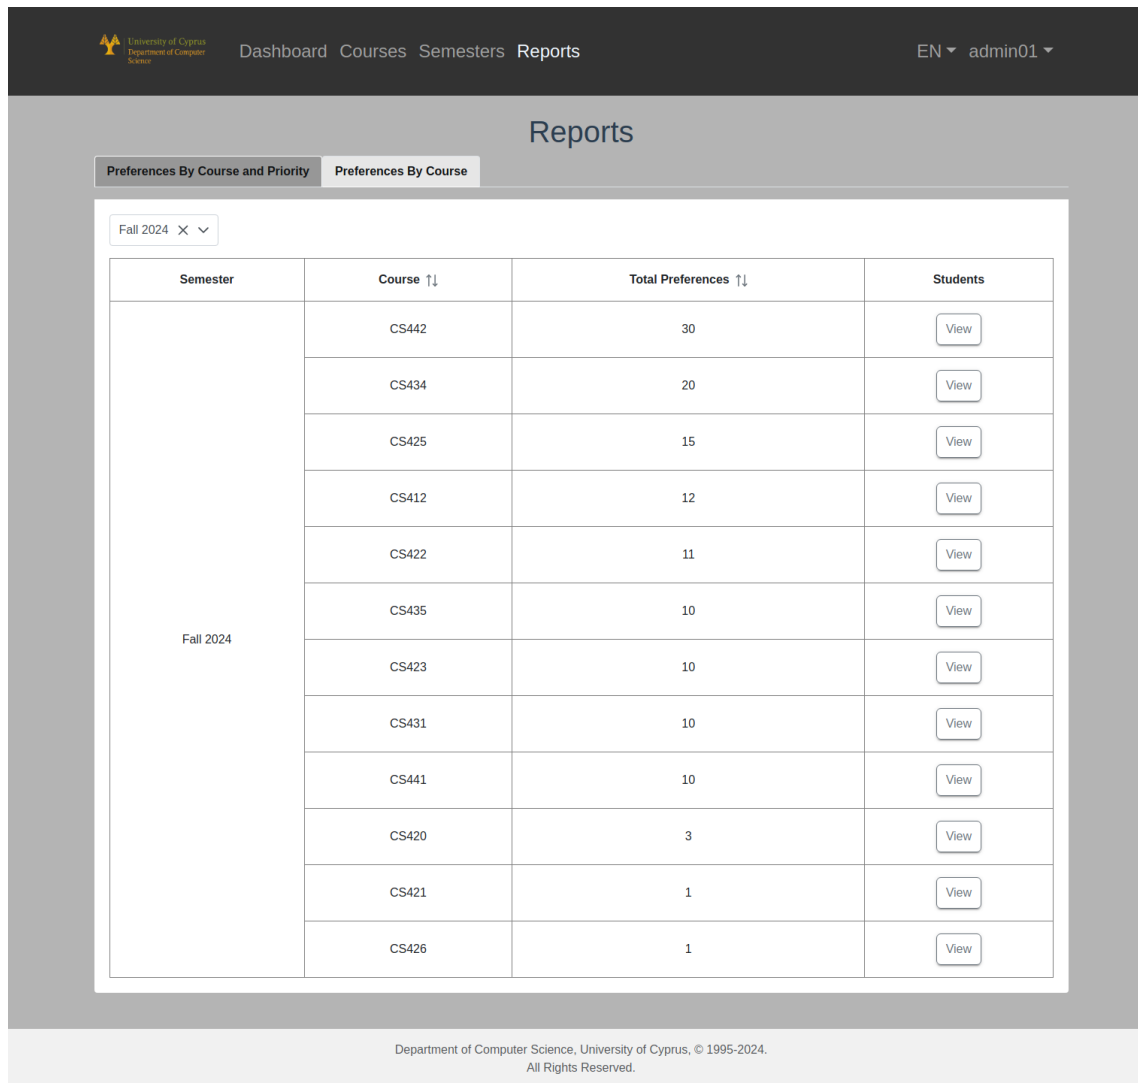 University of Cyprus
Department of Computer
Science
Dashboard Courses Semesters Reports
EN admin01
Reports
Preferences By Course and Priority Preferences By Course
Fall 2024
Semester Course Total Preferences Students
Fall 2024
CS442 30 View
CS434 20 View
CS425 15 View
CS412 12 View
CS422 11 View
CS435 10 View
CS423 10 View
CS431 10 View
CS441 10 View
CS420 3 View
CS421 1 View
CS426 1 View
Department of Computer Science, University of Cyprus, © 1995-2024.
All Rights Reserved.